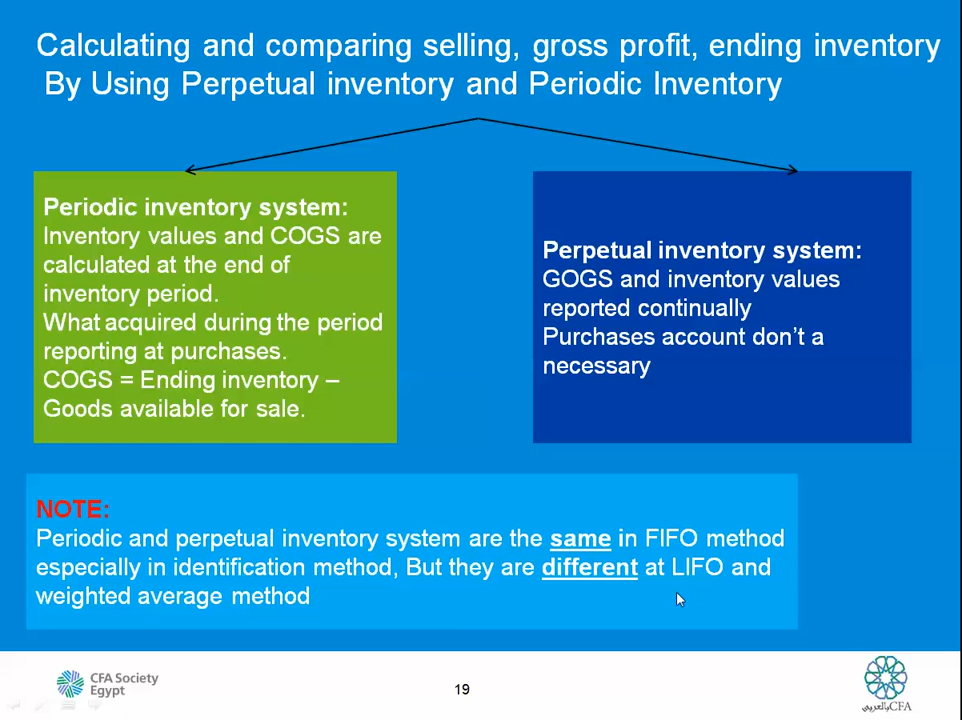 Calculating and comparing selling, gross profit, ending inventory
By Using Perpetual inventory and Periodic Inventory
Periodic inventory system:
Inventory values and COGS are
calculated at the end of
inventory period.
What acquired during the period
reporting at purchases.
COGS = Ending inventory –
Goods available for sale.
Perpetual inventory system:
GOGS and inventory values
reported continually
Purchases account don’t a
necessary
NOTE:
Periodic and perpetual inventory system are the same in FIFO method
especially in identification method, But they are different at LIFO and
weighted average method
CFA Society
Egypt
19
CFAبالعربي